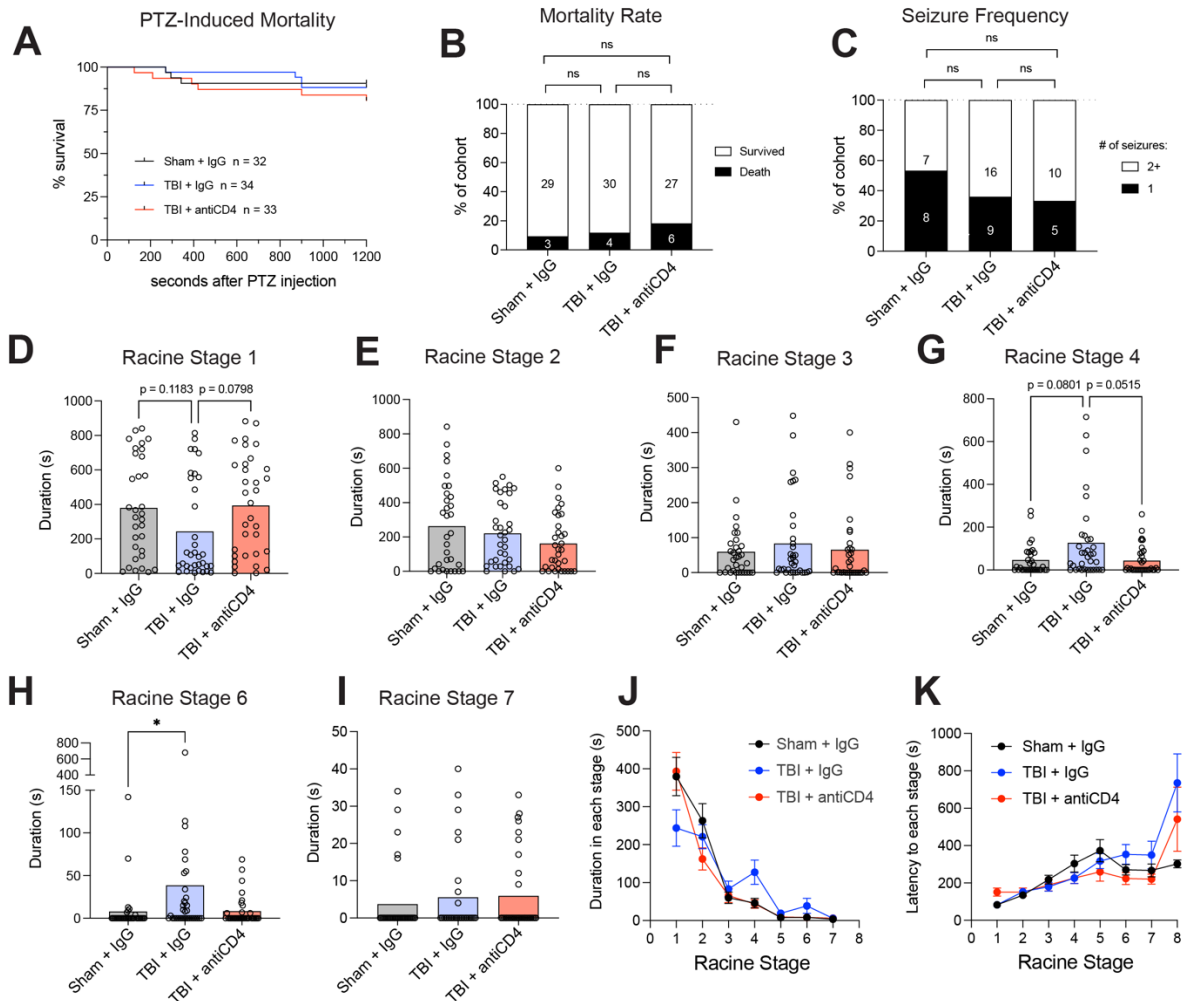 A
PTZ-Induced Mortality
% survival
100
75
50
25
0
Sham + IgG n = 32
TBI + IgG n = 34
TBI + antiCD4 n = 33
0 200 400 600 800 1000 1200
seconds after PTZ injection
B
Mortality Rate
ns
ns ns
% of cohort
100
80
60
40
20
0
29 30 27
3 4 6
Survived
Death
Sham + IgG
TBI + IgG
TBI + antiCD4
C
Seizure Frequency
ns
ns ns
% of cohort
100
80
60
40
20
0
7 16 10
8 9 5
# of seizures:
2+
1
Sham + IgG
TBI + IgG
TBI + antiCD4
D
Racine Stage 1
p = 0.1183 p = 0.0798
Duration (s)
1000
800
600
400
200
0
Sham + IgG
TBI + IgG
TBI + antiCD4
E
Racine Stage 2
Duration (s)
1000
800
600
400
200
0
Sham + IgG
TBI + IgG
TBI + antiCD4
F
Racine Stage 3
Duration (s)
500
400
300
200
100
0
Sham + IgG
TBI + IgG
TBI + antiCD4
G
Racine Stage 4
p = 0.0801 p = 0.0515
Duration (s)
800
600
400
200
0
Sham + IgG
TBI + IgG
TBI + antiCD4
H
Racine Stage 6
*
Duration (s)
800
600
400
150
100
50
0
Sham + IgG
TBI + IgG
TBI + antiCD4
I
Racine Stage 7
Duration (s)
50
40
30
20
10
0
Sham + IgG
TBI + IgG
TBI + antiCD4
J
Duration in each stage (s)
500
400
300
200
100
0
Sham + IgG
TBI + IgG
TBI + antiCD4
0 1 2 3 4 5 6 7 8
Racine Stage
K
Latency to each stage (s)
1000
800
600
400
200
0
Sham + IgG
TBI + IgG
TBI + antiCD4
0 1 2 3 4 5 6 7 8
Racine Stage